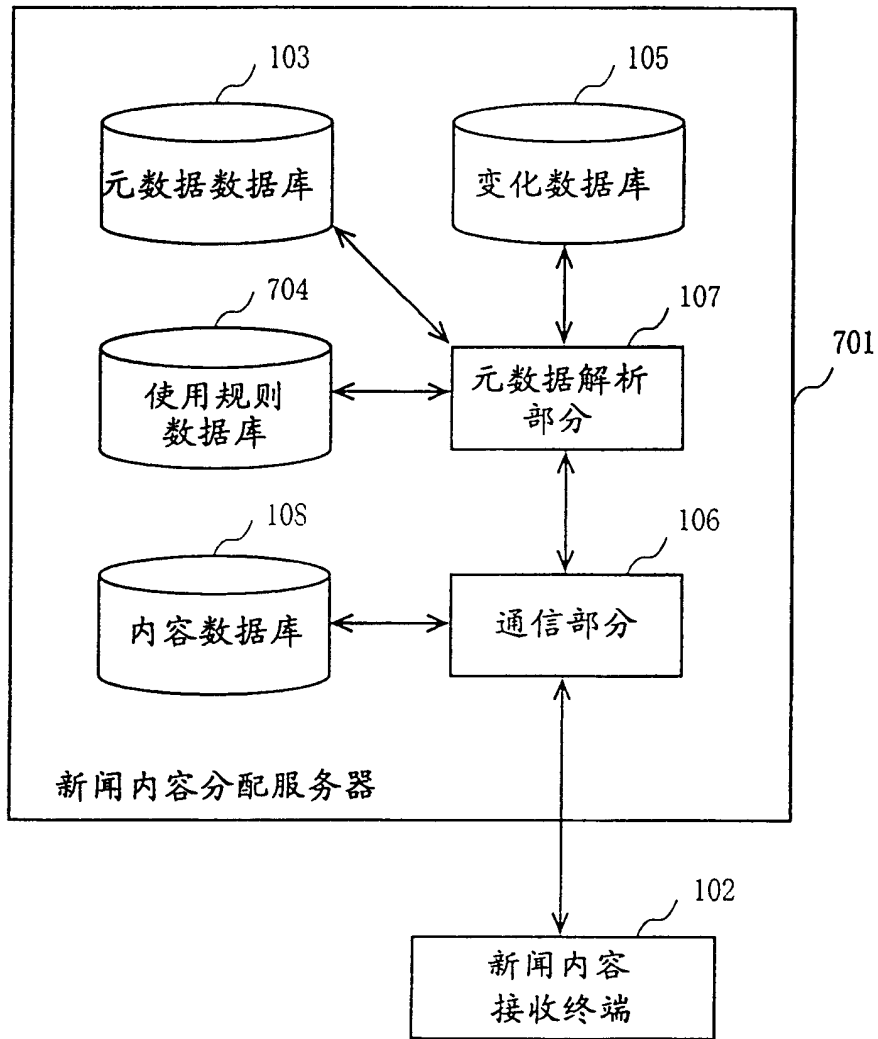 103
105
元数据数据库
变化数据库
704
107
701
使用规则
数据库
元数据解析
部分
108
106
内容数据库
通信部分
新闻内容分配服务器
102
新闻内容
接收终端